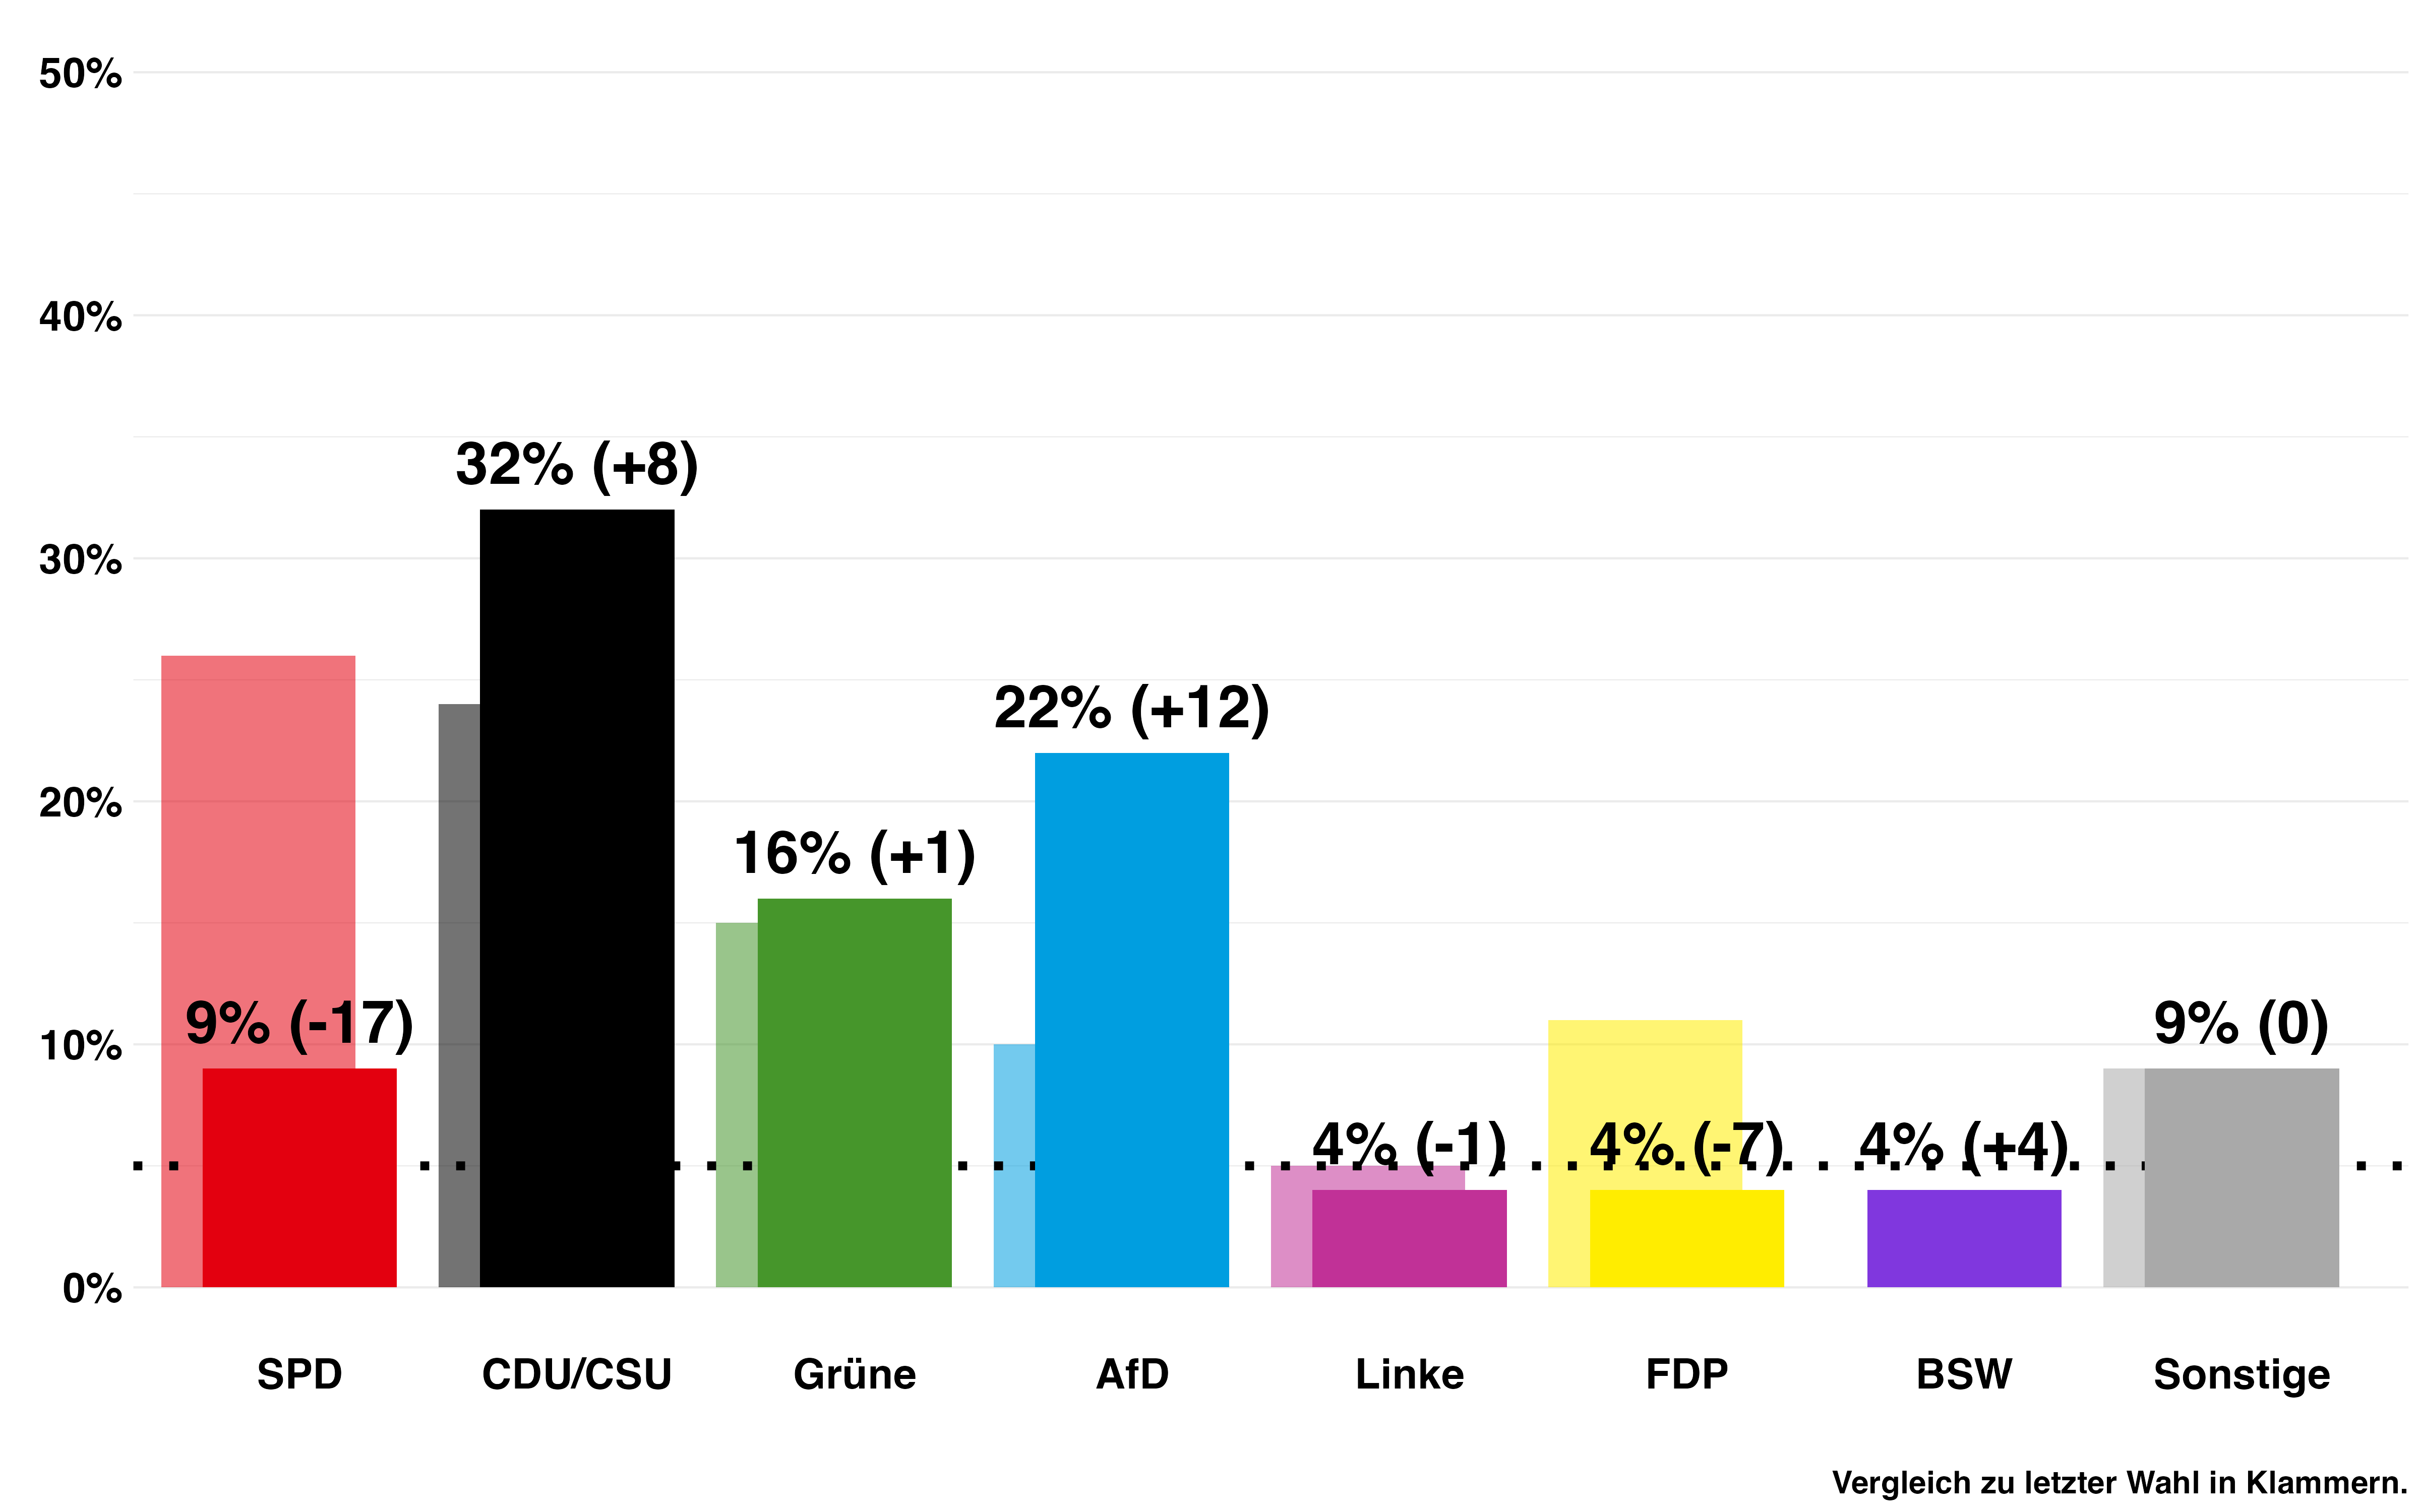 50%
40%
30%
20%
10%
0%
9% (-17)
32% (+8)
16% (+1)
22% (+12)
4% (-1)
4% (-7)
4% (+4)
9% (0)
SPD
CDU/CSU
Grüne
AfD
Linke
FDP
BSW
Sonstige
Vergleich zu letzter Wahl in Klammern.